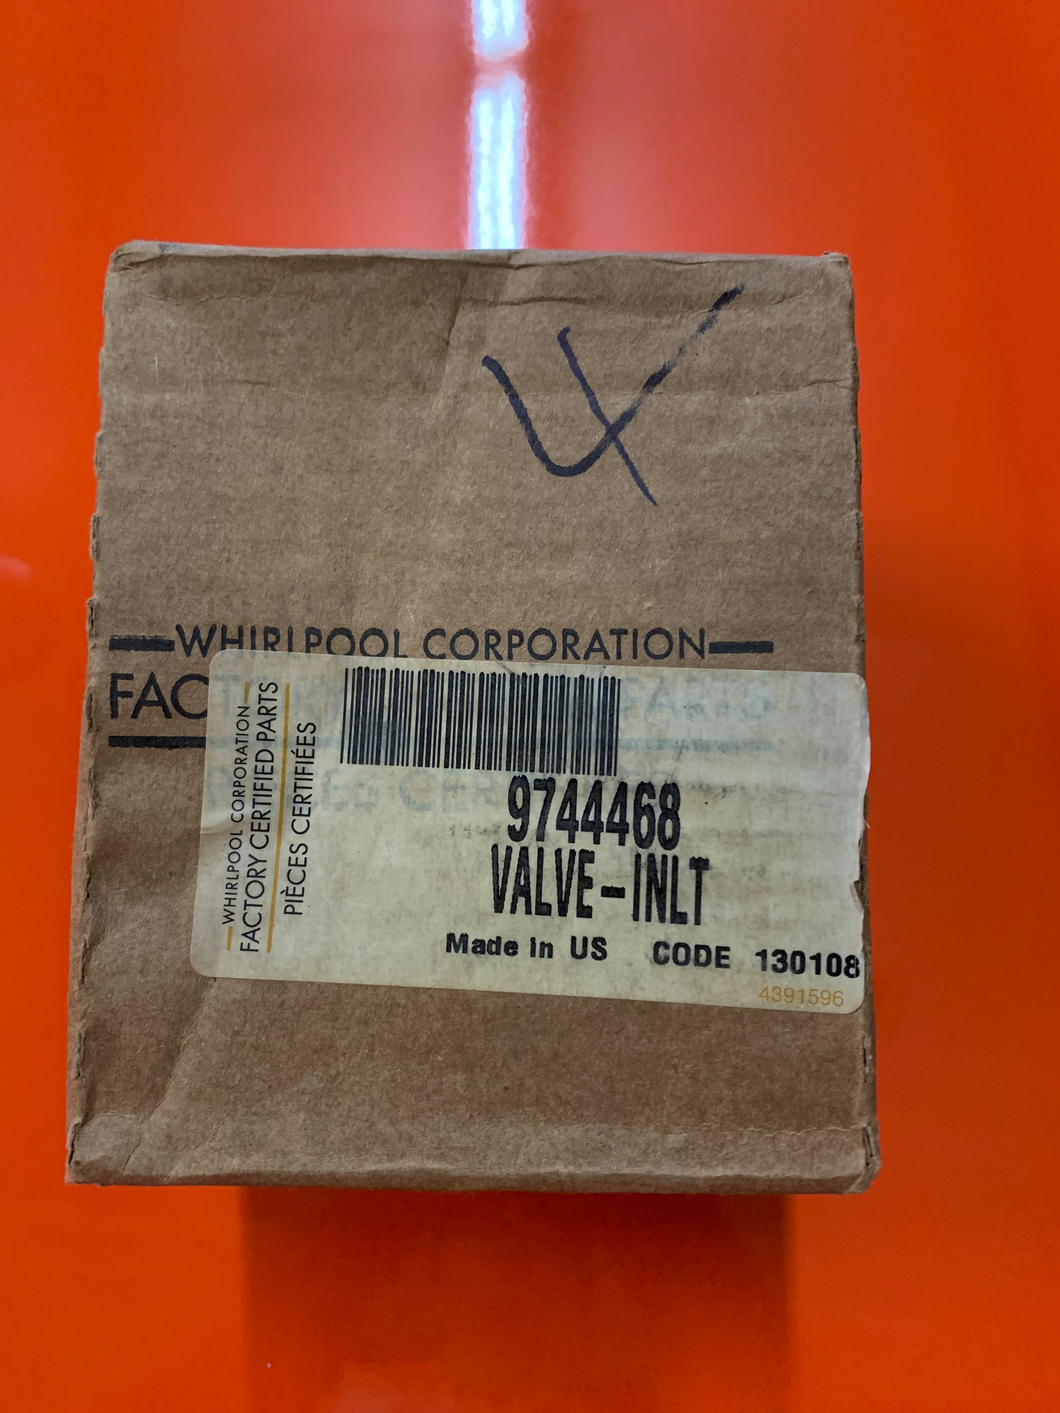 WHIRLPOOL CORPORATION
FAC
WHIRLPOOL CORPORATION
FACTORY CERTIFIED PARTS
PIÈCES CERTIFIÉES
9744468
VALVE-INLT
Made in US CODE 130108
4391596